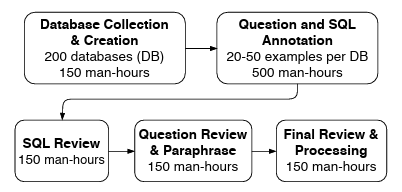 Database Collection
& Creation
200 databases (DB)
150 man-hours
Question and SQL
Annotation
20-50 examples per DB
500 man-hours
SQL Review
150 man-hours
Question Review
& Paraphrase
150 man-hours
Final Review &
Processing
150 man-hours